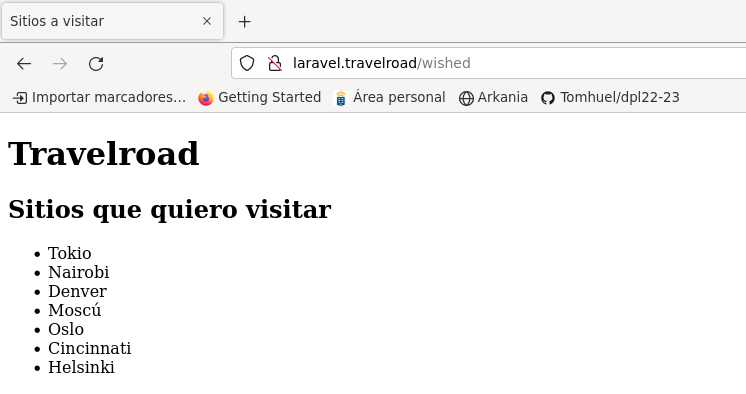 Sitios a visitar
laravel.travelroad/wished
Importar marcadores... Getting Started Área personal Arkania Tomhuel/dpl22-23
Travelroad
Sitios que quiero visitar
• Tokio
• Nairobi
• Denver
• Moscú
• Oslo
• Cincinnati
• Helsinki